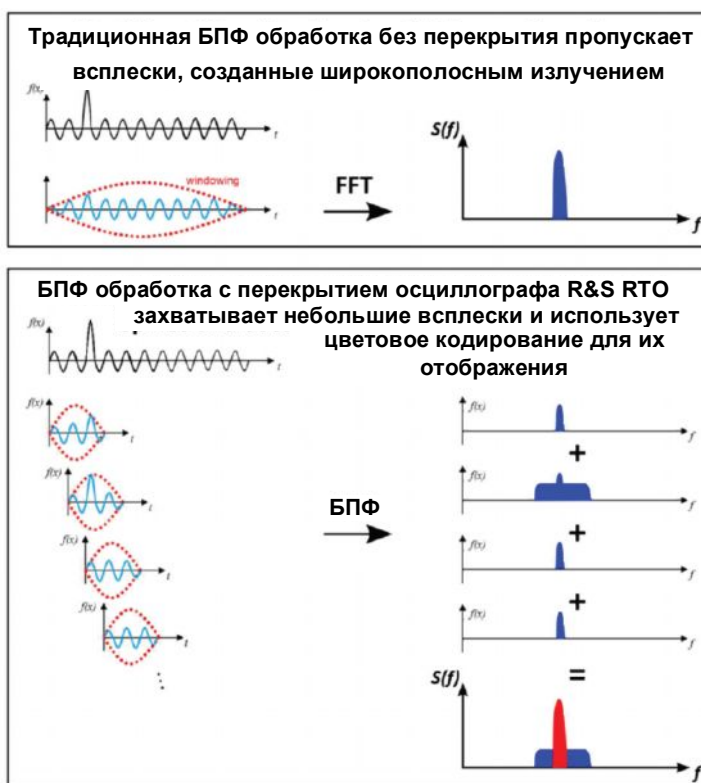 Традиционная БПФ обработка без перекрытия пропускает
всплески, созданные широкополосным излучением
f(x)
t
windowing
t
FFT
S(f)
f
БПФ обработка с перекрытием осциллографа R&S RTO
захватывает небольшие всплески и использует
цветовое кодирование для их
отображения
f(x)
t
f(x)
t
f(x)
t
f(x)
t
f(x)
t
БПФ
f(x)
f
+
f(x)
f
+
f(x)
f
+
f(x)
f
=
S(f)
f